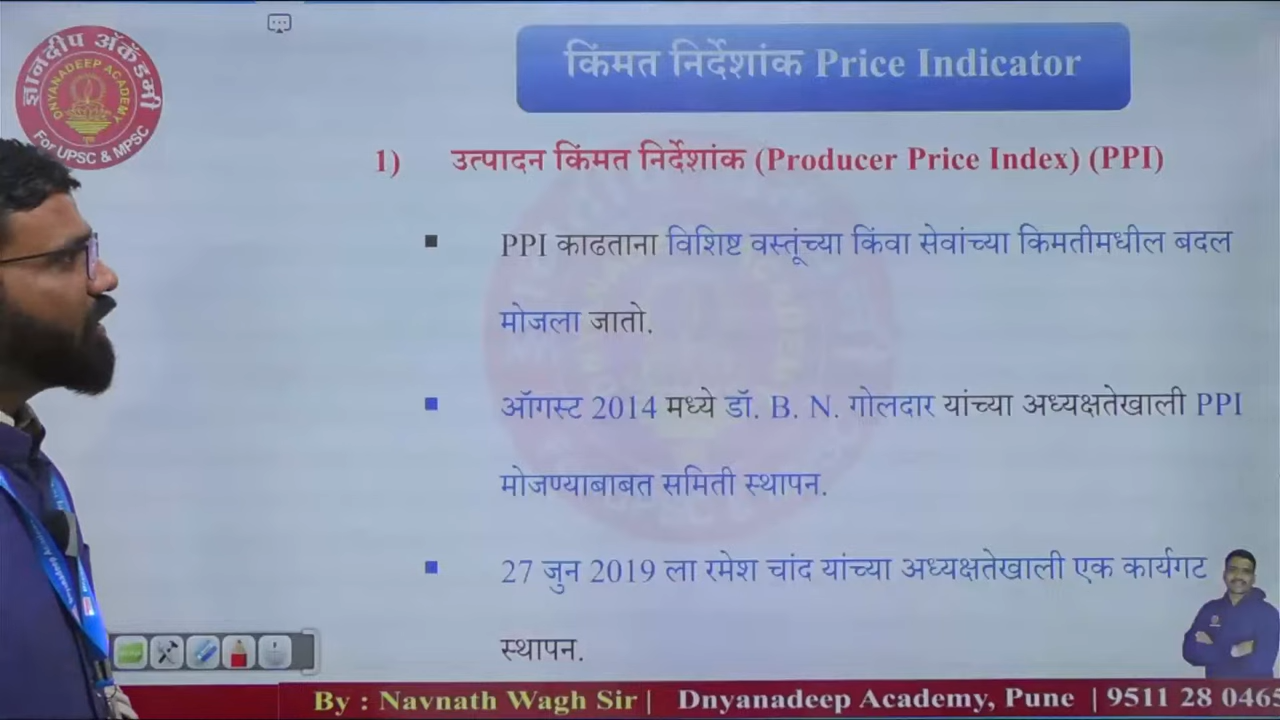 ज्ञानदीप अॅकॅडमी
DNYANADEEP ACADEMY
पुणे
For UPSC & MPSC
किंमत निर्देशांक Price Indicator
1) उत्पादन किंमत निर्देशांक (Producer Price Index) (PPI)
PPI काढताना विशिष्ट वस्तूंच्या किंवा सेवांच्या किमतीमधील बदल
मोजला जातो.
ऑगस्ट 2014 मध्ये डॉ. B. N. गोलदार यांच्या अध्यक्षतेखाली PPI
मोजण्याबाबत समिती स्थापन.
27 जुन 2019 ला रमेश चांद यांच्या अध्यक्षतेखाली एक कार्यगट
स्थापन.
By : Navnath Wagh Sir | Dnyanadeep Academy, Pune | 9511 28 0465